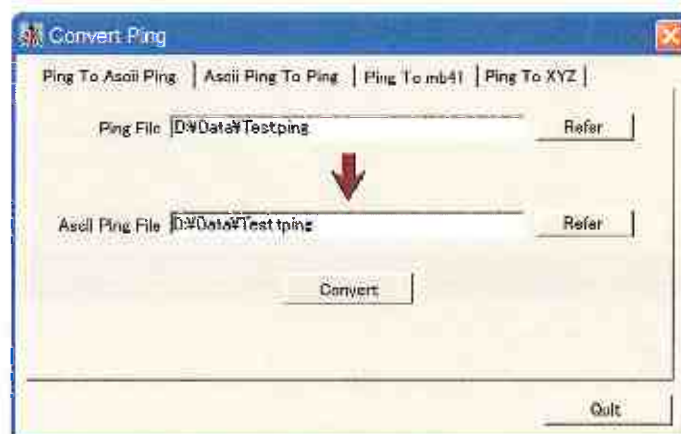 Convert Ping
Ping To Ascii Ping | Ascii Ping To Ping | Ping To mb41 | Ping To XYZ
Ping File D:¥Data¥Test.ping Refer
Ascii Ping File D:¥Data¥Test.tping Refer
Convert
Quit